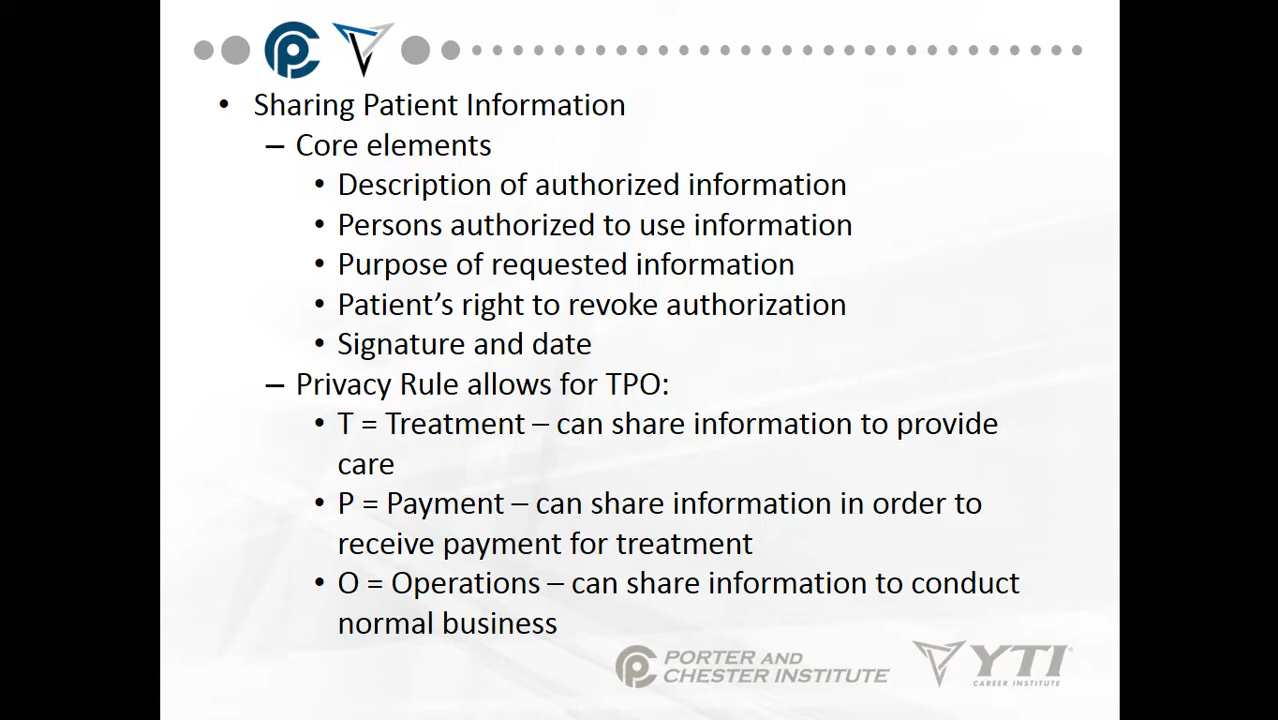 • Sharing Patient Information
– Core elements
• Description of authorized information
• Persons authorized to use information
• Purpose of requested information
• Patient’s right to revoke authorization
• Signature and date
– Privacy Rule allows for TPO:
• T = Treatment – can share information to provide
care
• P = Payment – can share information in order to
receive payment for treatment
• O = Operations – can share information to conduct
normal business
PORTER AND
CHESTER INSTITUTE
YTI
CAREER INSTITUTE